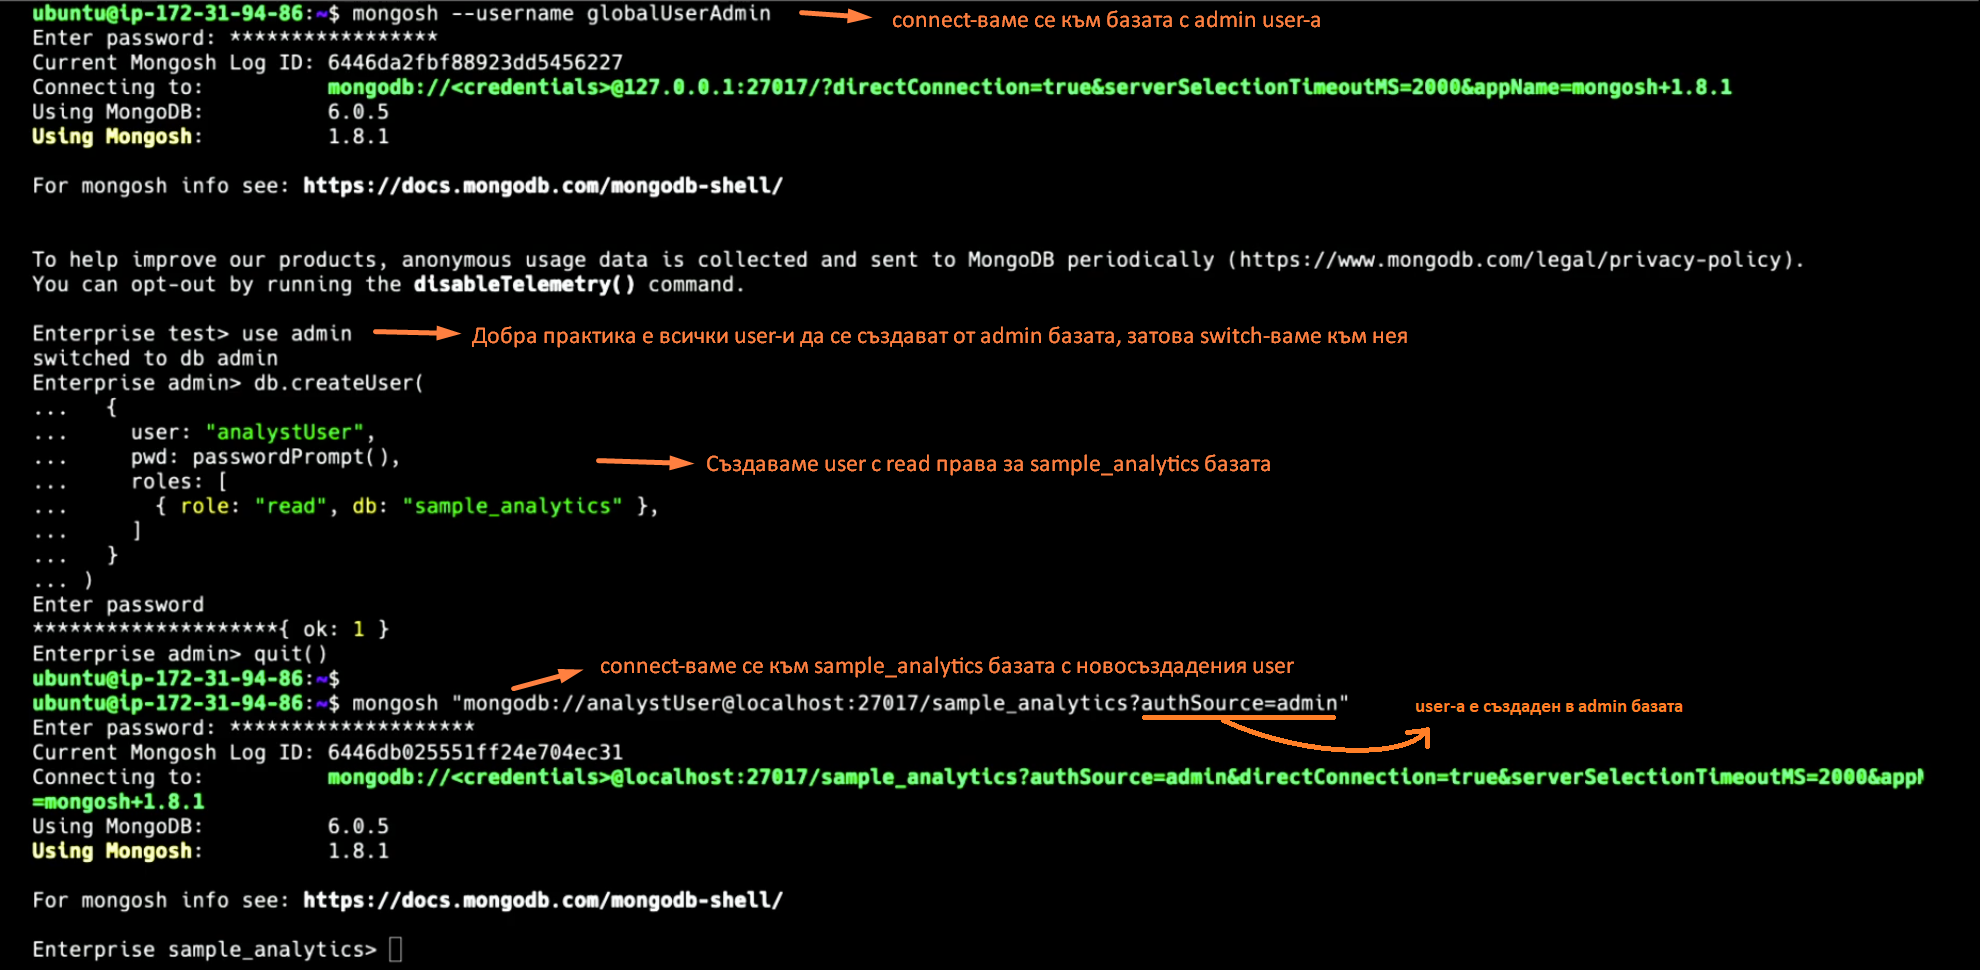 ubuntu@ip-172-31-94-86:~$ mongosh --username globalUserAdmin connect-ваме се към базата с admin user-а
Enter password: *****************
Current Mongosh Log ID: 6446da2fbf88923dd5456227
Connecting to: mongodb://<credentials>@127.0.0.1:27017/?directConnection=true&serverSelectionTimeoutMS=2000&appName=mongosh+1.8.1
Using MongoDB: 6.0.5
Using Mongosh: 1.8.1
For mongosh info see: https://docs.mongodb.com/mongodb-shell/
To help improve our products, anonymous usage data is collected and sent to MongoDB periodically (https://www.mongodb.com/legal/privacy-policy).
You can opt-out by running the disableTelemetry() command.
Enterprise test> use admin Добра практика е всички user-и да се създават от admin базата, затова switch-ваме към нея
switched to db admin
Enterprise admin> db.createUser(
... {
... user: "analystUser",
... pwd: passwordPrompt(), Създаваме user с read права за sample_analytics базата
... roles: [
... { role: "read", db: "sample_analytics" },
... ]
... }
... )
Enter password
********************{ ok: 1 }
Enterprise admin> quit()
connect-ваме се към sample_analytics базата с новосъздадения user
ubuntu@ip-172-31-94-86:~$
ubuntu@ip-172-31-94-86:~$ mongosh "mongodb://analystUser@localhost:27017/sample_analytics?authSource=admin" user-а е създаден в admin базата
Enter password: ********************
Current Mongosh Log ID: 6446db025551ff24e704ec31
Connecting to: mongodb://<credentials>@localhost:27017/sample_analytics?authSource=admin&directConnection=true&serverSelectionTimeoutMS=2000&appN
=mongosh+1.8.1
Using MongoDB: 6.0.5
Using Mongosh: 1.8.1
For mongosh info see: https://docs.mongodb.com/mongodb-shell/
Enterprise sample_analytics>